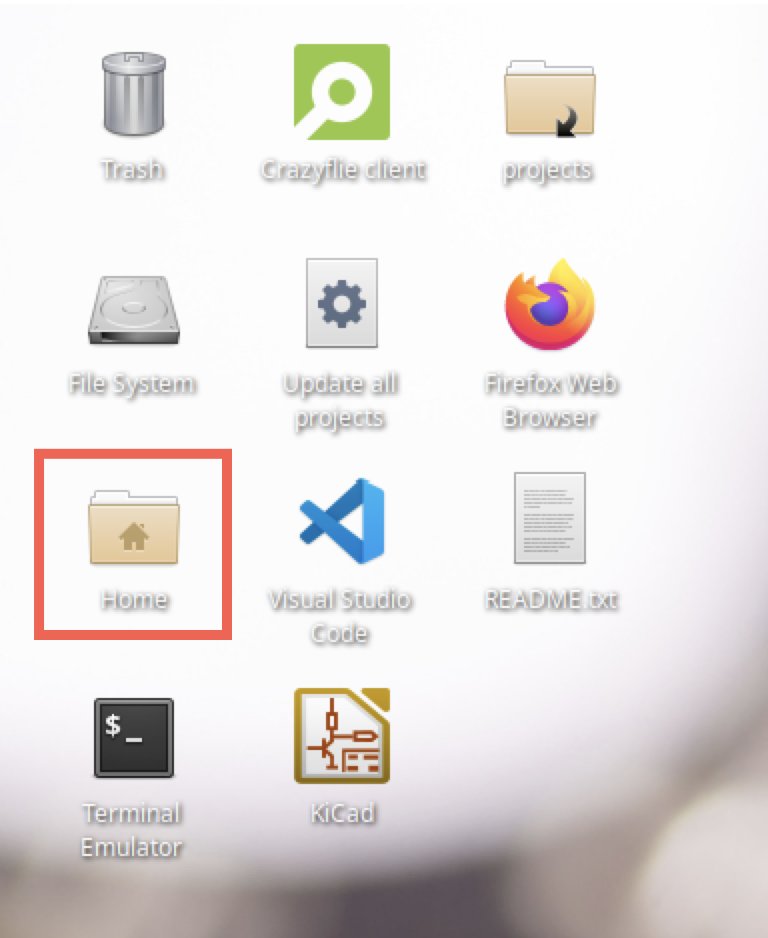 Trash
Crazyflie client
projects
File System
Update all
projects
Firefox Web
Browser
Home
Visual Studio
Code
README.txt
$_
Terminal
Emulator
KiCad